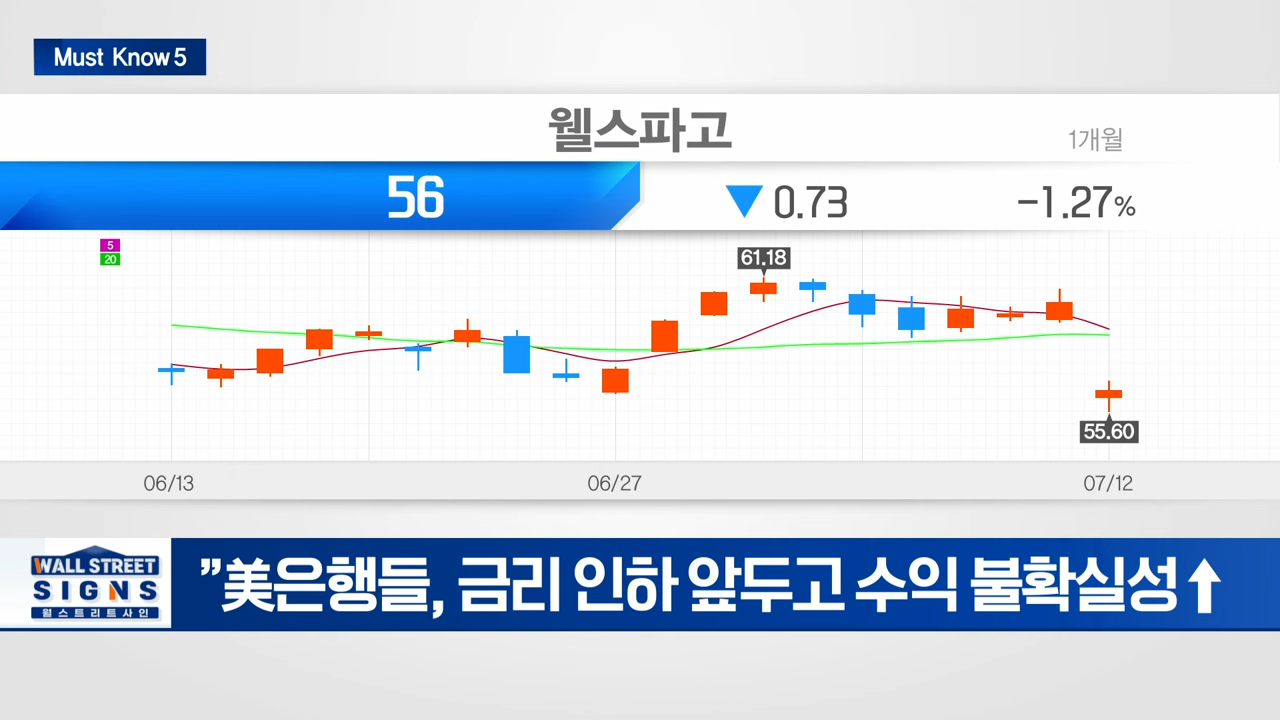 Must Know 5
웰스파고
1개월
56
▼ 0.73
-1.27%
5
20
61.18
55.60
06/13
06/27
07/12
WALL STREET
SIGNS
월스트리트사인
"美은행들, 금리 인하 앞두고 수익 불확실성↑